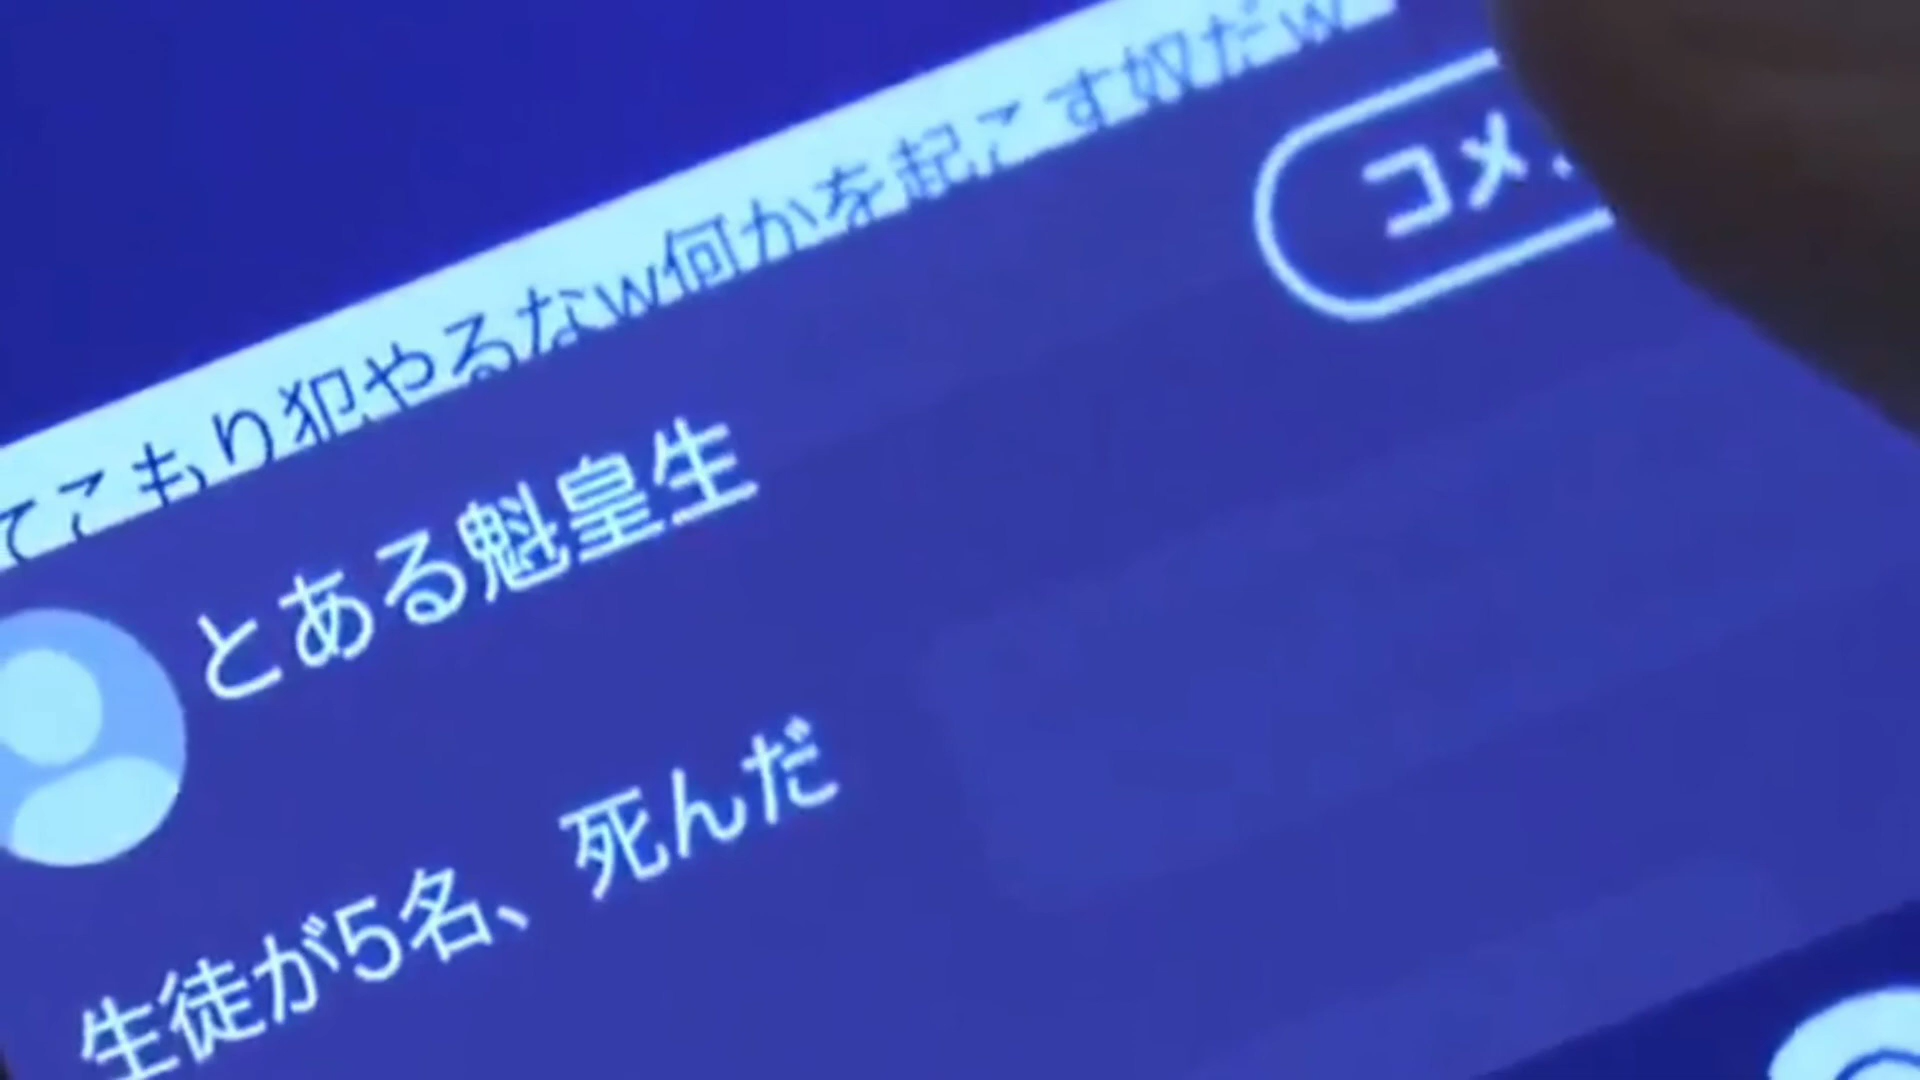 てこもり犯やるなw何かを起こす奴だw
コメ
とある魁皇生
生徒が5名、死んだ